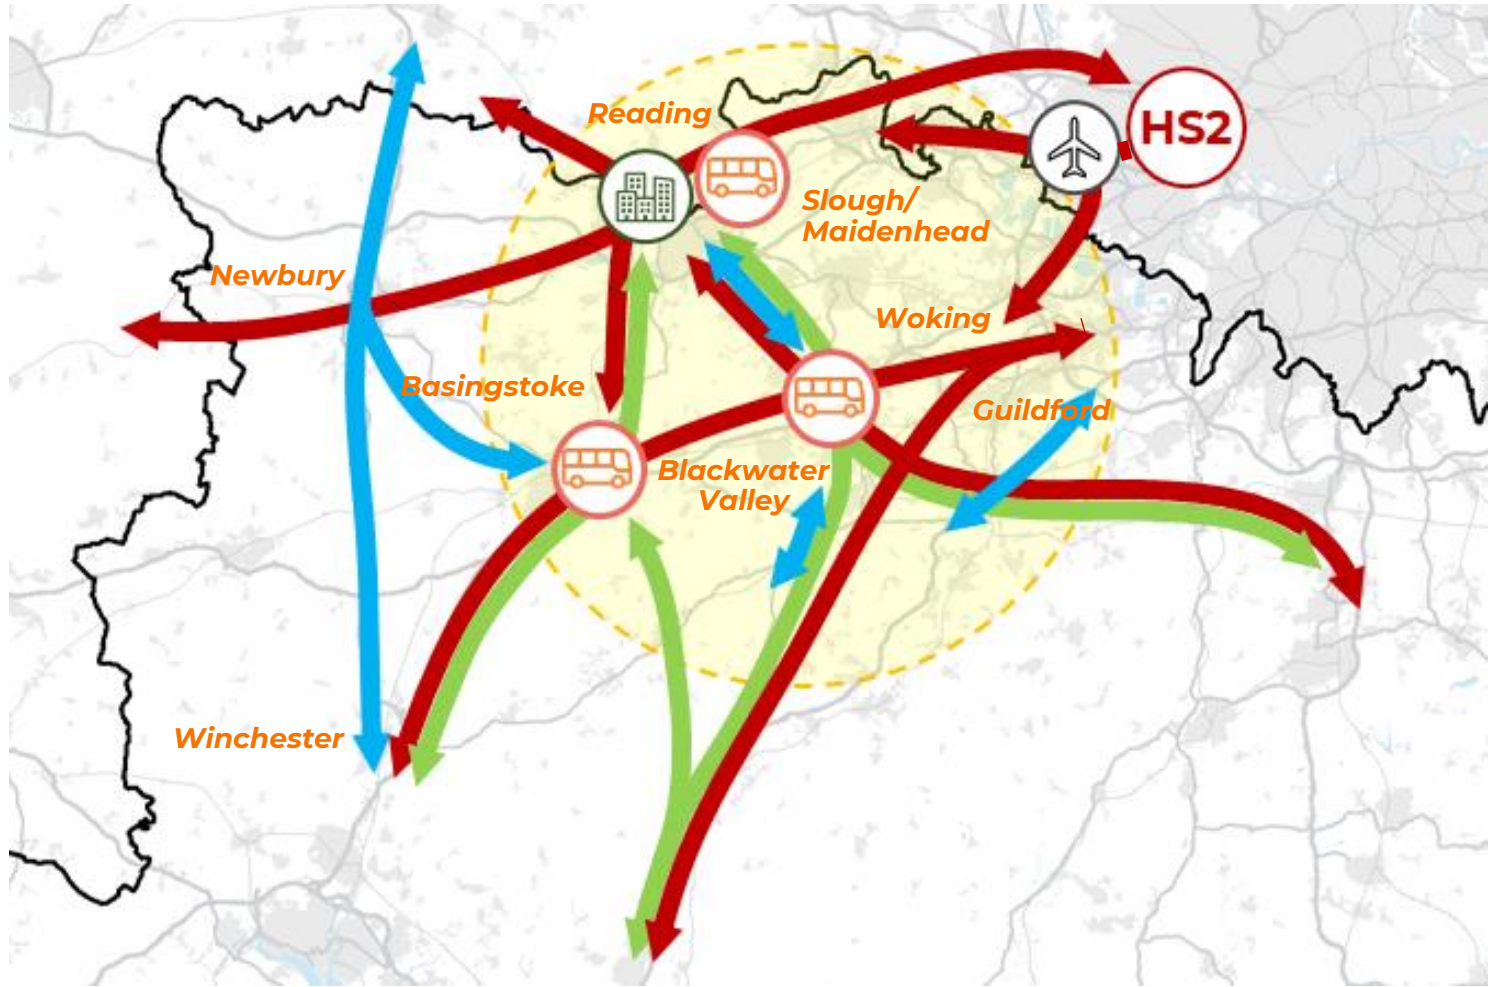 Reading
HS2
Slough/
Maidenhead
Newbury
Woking
Basingstoke
Guildford
Blackwater
Valley
Winchester